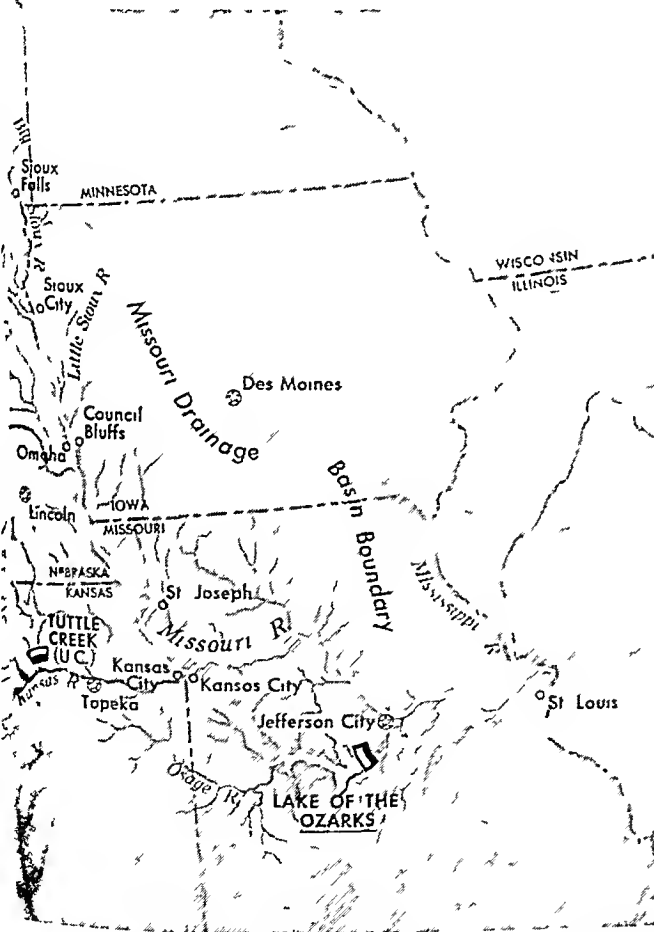 Sioux
Falls
MINNESOTA
WISCONSIN
ILLINOIS
Sioux
City
Little Sioux R
Missouri Drainage
Des Moines
Council
Bluffs
Omaha
Basin Boundary
Lincoln
IOWA
MISSOURI
Mississippi R
NEBRASKA
KANSAS
St Joseph
TUTTLE
CREEK
(U C.)
Missouri R.
Kansas
City
Kansos City
Kansas R
Topeka
St Louis
Jefferson City
Osage R.
LAKE OF THE
OZARKS